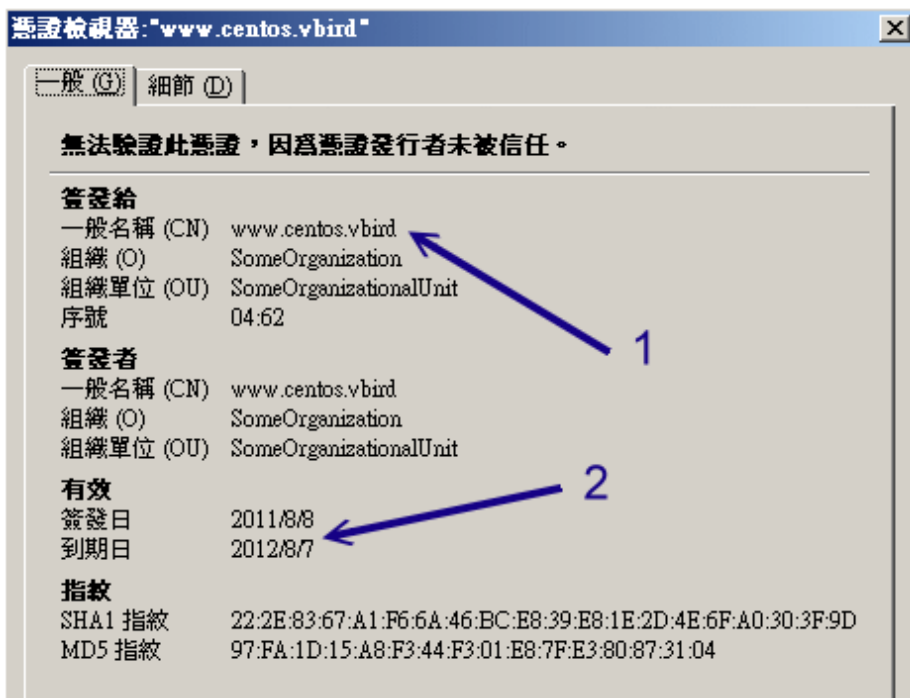 憑證檢視器:"www.centos.vbird"
一般 (G) 細節 (D)
無法驗證此憑證，因為憑證發行者未被信任。
簽發給
一般名稱 (CN) www.centos.vbird
組織 (O) SomeOrganization
組織單位 (OU) SomeOrganizationalUnit
序號 04:62
1
簽發者
一般名稱 (CN) www.centos.vbird
組織 (O) SomeOrganization
組織單位 (OU) SomeOrganizationalUnit
有效
2
簽發日 2011/8/8
到期日 2012/8/7
指紋
SHA1 指紋 22:2E:83:67:A1:F6:6A:46:BC:E8:39:E8:1E:2D:4E:6F:A0:30:3F:9D
MD5 指紋 97:FA:1D:15:A8:F3:44:F3:01:E8:7F:E3:80:87:31:04